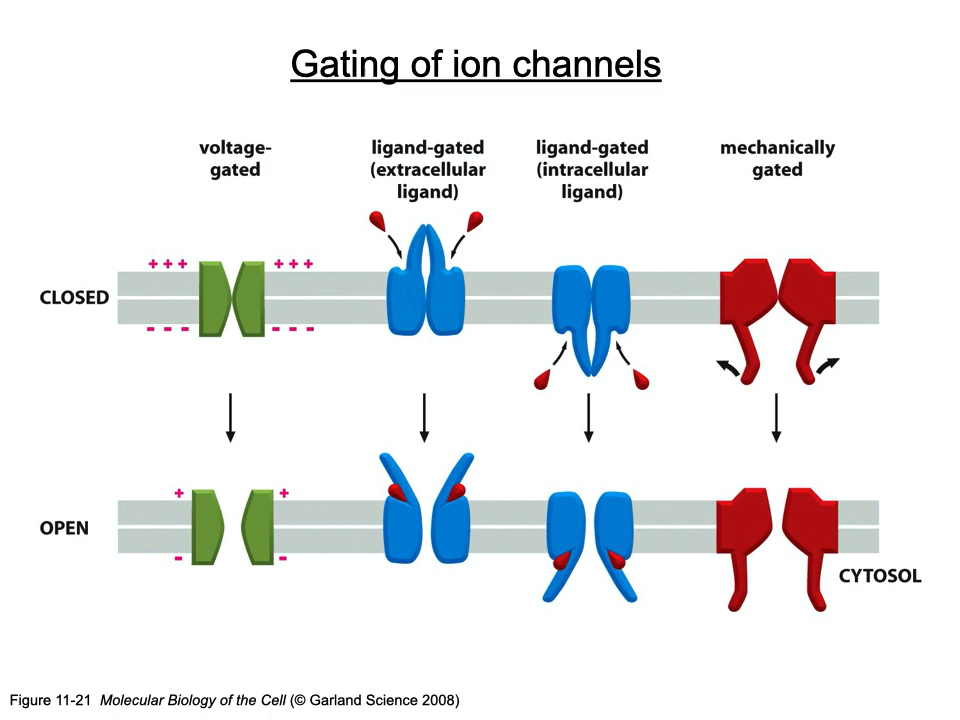 Gating of ion channels
voltage-
gated
ligand-gated
(extracellular
ligand)
ligand-gated
(intracellular
ligand)
mechanically
gated
+++ +++
CLOSED
- - - - - -
+ +
OPEN
- -
CYTOSOL
Figure 11-21 Molecular Biology of the Cell (© Garland Science 2008)